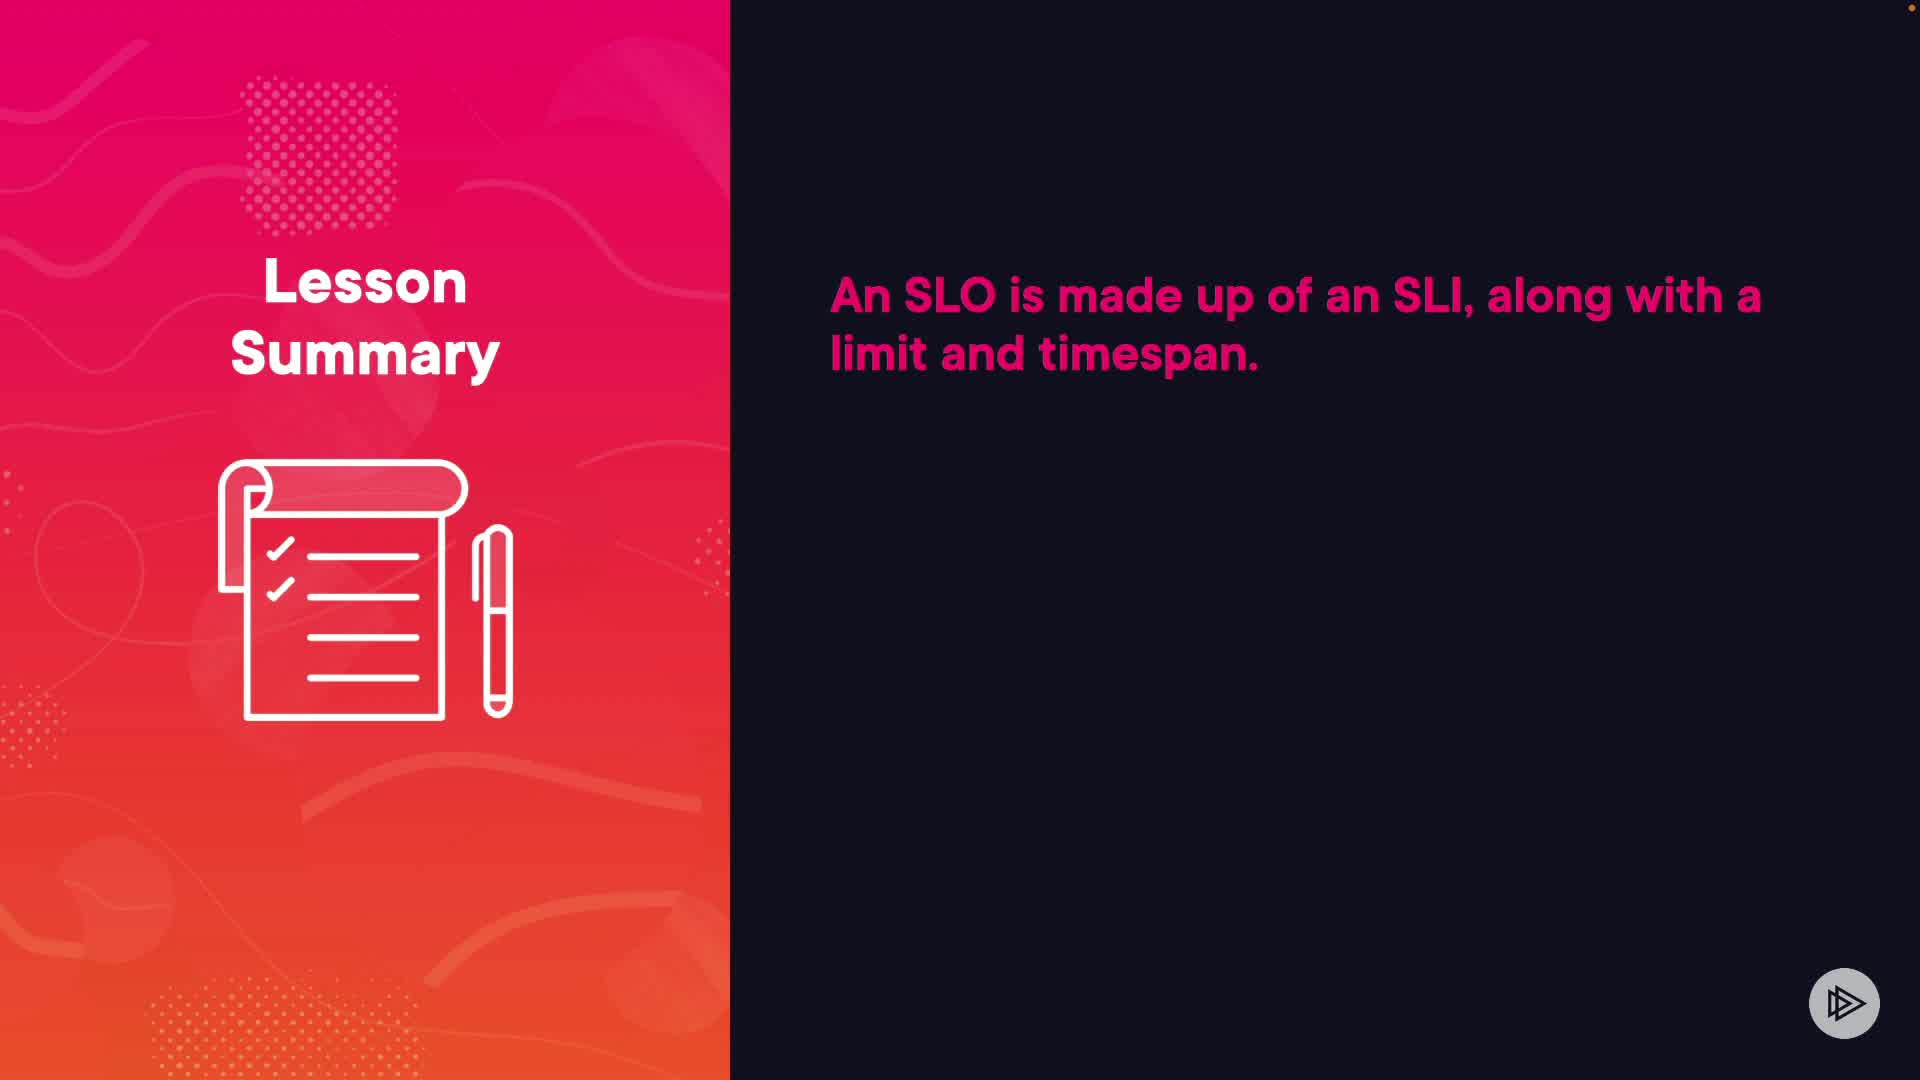 Lesson
Summary
An SLO is made up of an SLI, along with a
limit and timespan.